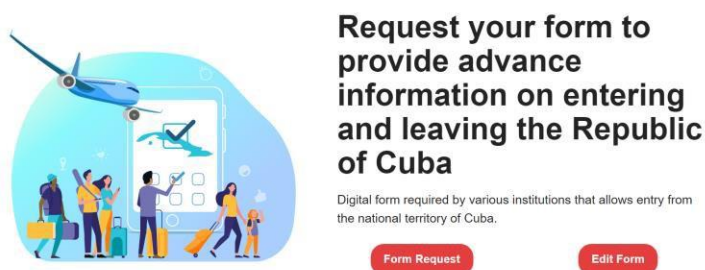 Request your form to
provide advance
information on entering
and leaving the Republic
of Cuba
Digital form required by various institutions that allows entry from
the national territory of Cuba.
Form Request
Edit Form